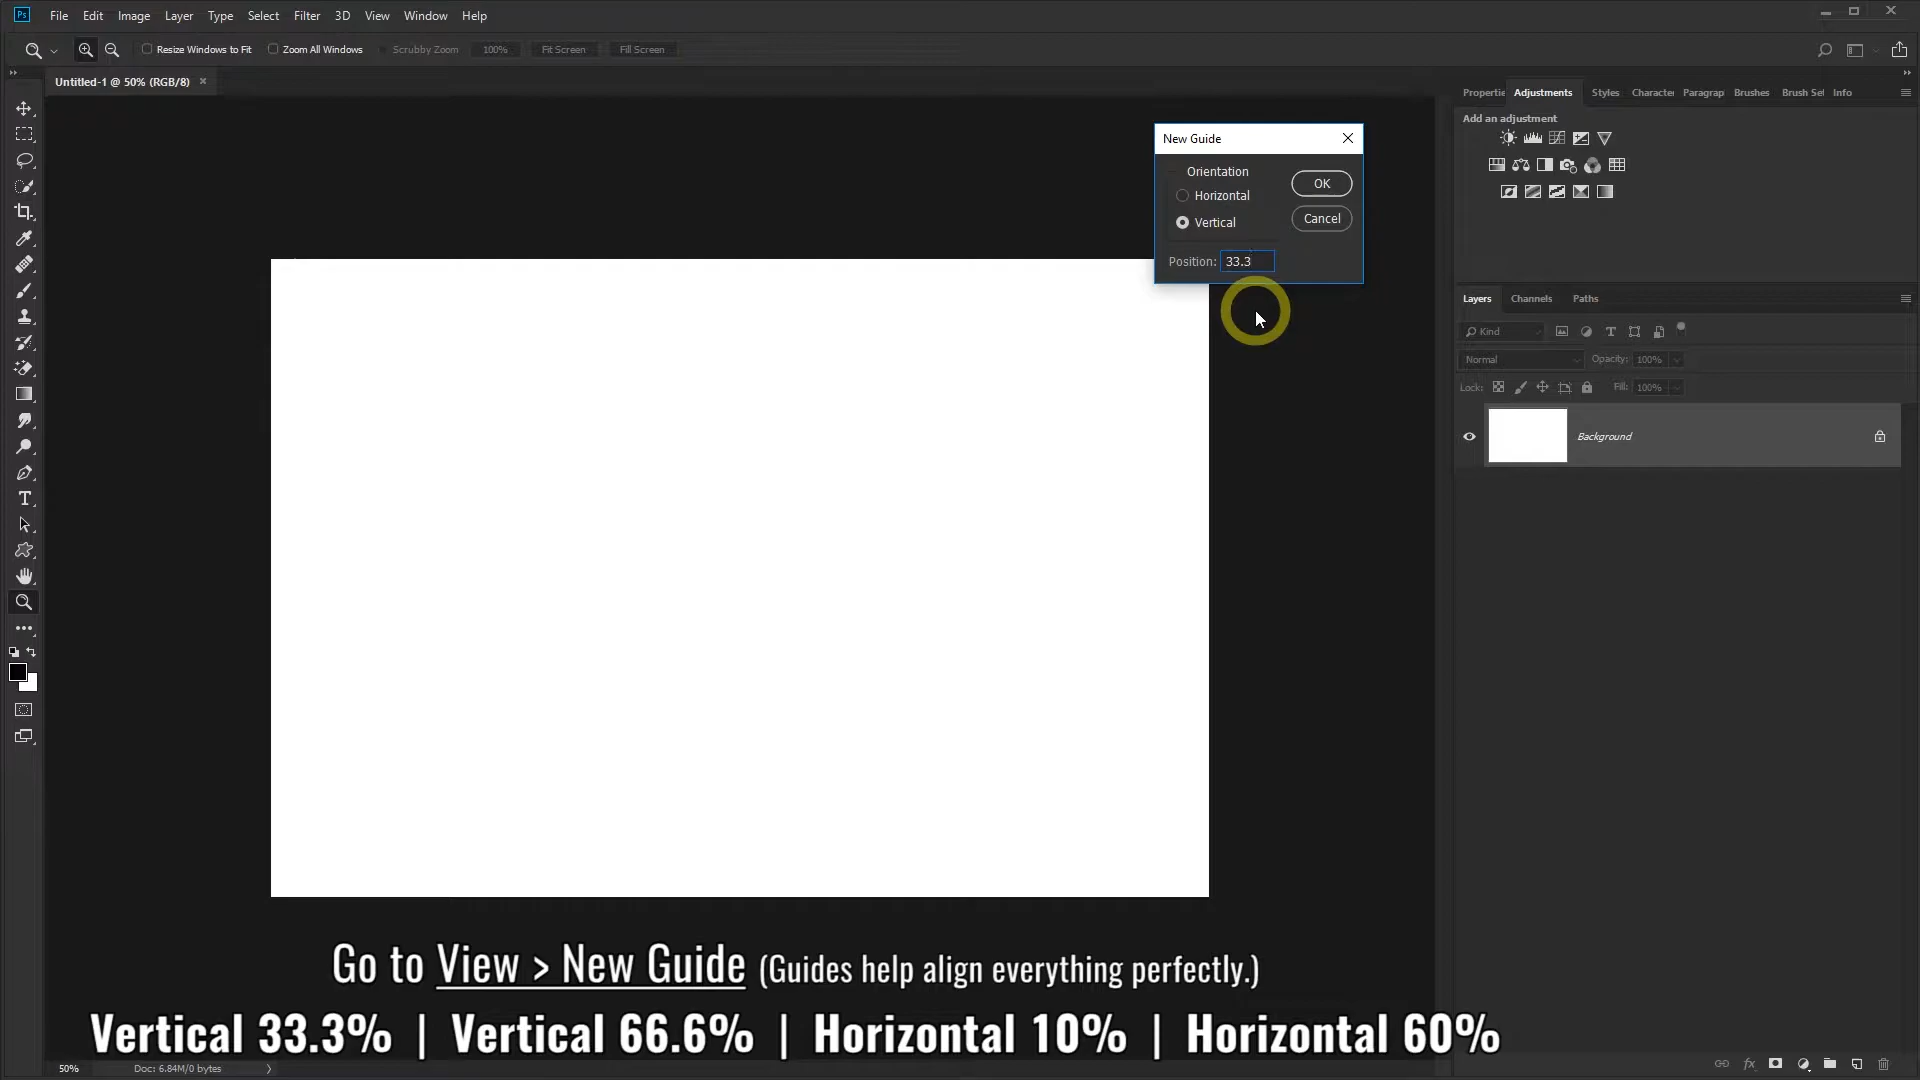 Ps File Edit Image Layer Type Select Filter 3D View Window Help
Resize Windows to Fit Zoom All Windows Scrubby Zoom 100% Fit Screen Fill Screen
Untitled-1 @ 50% (RGB/8)
Propertie Adjustments Styles Character Paragrap Brushes Brush Set Info
Add an adjustment
New Guide
Orientation
Horizontal
Vertical
Position: 33.3
OK
Cancel
Layers Channels Paths
Kind
Normal Opacity: 100%
Lock: Fill: 100%
Background
Go to View > New Guide (Guides help align everything perfectly.)
Vertical 33.3% | Vertical 66.6% | Horizontal 10% | Horizontal 60%
50% Doc: 6.84M/0 bytes
fx